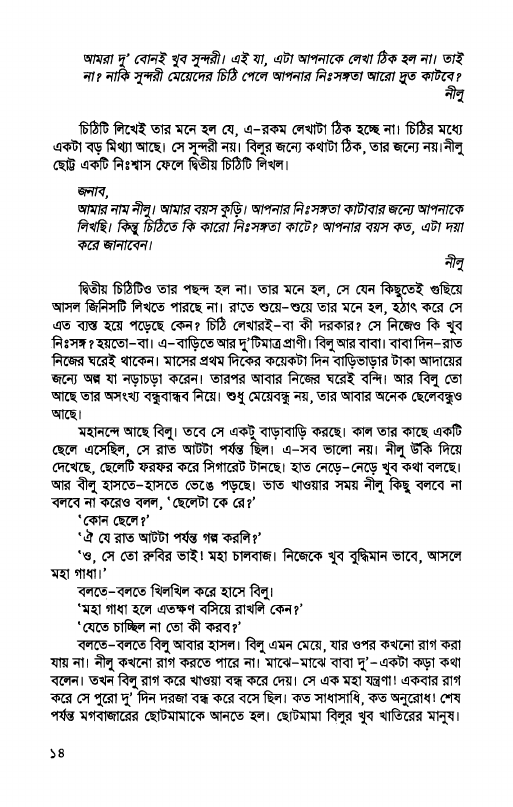 আমরা দু’ বোনই খুব সুন্দরী। এই যা, এটা আপনাকে লেখা ঠিক হল না। তাই
না? নাকি সুন্দরী মেয়েদের চিঠি পেলে আপনার নিঃসঙ্গতা আরো দ্রুত কাটবে?
নীলু
চিঠিটি লিখেই তার মনে হল যে, এ–রকম লেখাটা ঠিক হচ্ছে না। চিঠির মধ্যে
একটা বড় মিথ্যা আছে। সে সুন্দরী নয়। বিলুর জন্যে কথাটা ঠিক, তার জন্যে নয়।নীলু
ছোট্ট একটি নিঃশ্বাস ফেলে দ্বিতীয় চিঠিটি লিখল।
জনাব,
আমার নাম নীলু। আমার বয়স কুড়ি। আপনার নিঃসঙ্গতা কাটাবার জন্যে আপনাকে
লিখছি। কিন্তু চিঠিতে কি কারো নিঃসঙ্গতা কাটে? আপনার বয়স কত, এটা দয়া
করে জানাবেন।
নীলু
দ্বিতীয় চিঠিটিও তার পছন্দ হল না। তার মনে হল, সে যেন কিছুতেই গুছিয়ে
আসল জিনিসটি লিখতে পারছে না। রাতে শুয়ে–শুয়ে তার মনে হল, হঠাৎ করে সে
এত ব্যস্ত হয়ে পড়েছে কেন? চিঠি লেখারই–বা কী দরকার? সে নিজেও কি খুব
নিঃসঙ্গ? হয়তো–বা। এ–বাড়িতে আর দু’টিমাত্র প্রাণী। বিলু আর বাবা। বাবা দিন–রাত
নিজের ঘরেই থাকেন। মাসের প্রথম দিকের কয়েকটা দিন বাড়িভাড়ার টাকা আদায়ের
জন্যে অল্প যা নড়াচড়া করেন। তারপর আবার নিজের ঘরেই বন্দি। আর বিলু তো
আছে তার অসংখ্য বন্ধুবান্ধব নিয়ে। শুধু মেয়েবন্ধু নয়, তার আবার অনেক ছেলেবন্ধুও
আছে।
মহানন্দে আছে বিলু। তবে সে একটু বাড়াবাড়ি করছে। কাল তার কাছে একটি
ছেলে এসেছিল, সে রাত আটটা পর্যন্ত ছিল। এ–সব ভালো নয়। নীলু উঁকি দিয়ে
দেখেছে, ছেলেটি ফরফর করে সিগারেট টানছে। হাত নেড়ে–নেড়ে খুব কথা বলছে।
আর বীলু হাসতে–হাসতে ভেঙে পড়ছে। ভাত খাওয়ার সময় নীলু কিছু বলবে না
বলবে না করেও বলল, ‘ছেলেটা কে রে?’
‘কোন ছেলে?’
‘ঐ যে রাত আটটা পর্যন্ত গল্প করলি?’
‘ও, সে তো রুবির ভাই! মহা চালবাজ। নিজেকে খুব বুদ্ধিমান ভাবে, আসলে
মহা গাধা।’
বলতে–বলতে খিলখিল করে হাসে বিলু।
‘মহা গাধা হলে এতক্ষণ বসিয়ে রাখলি কেন?’
‘যেতে চাচ্ছিল না তো কী করব?’
বলতে–বলতে বিলু আবার হাসল। বিলু এমন মেয়ে, যার ওপর কখনো রাগ করা
যায় না। নীলু কখনো রাগ করতে পারে না। মাঝে–মাঝে বাবা দু’–একটা কড়া কথা
বলেন। তখন বিলু রাগ করে খাওয়া বন্ধ করে দেয়। সে এক মহা যন্ত্রণা! একবার রাগ
করে সে পুরো দু’ দিন দরজা বন্ধ করে বসে ছিল। কত সাধাসাধি, কত অনুরোধ! শেষ
পর্যন্ত মগবাজারের ছোটমামাকে আনতে হল। ছোটমামা বিলুর খুব খাতিরের মানুষ।
১৪